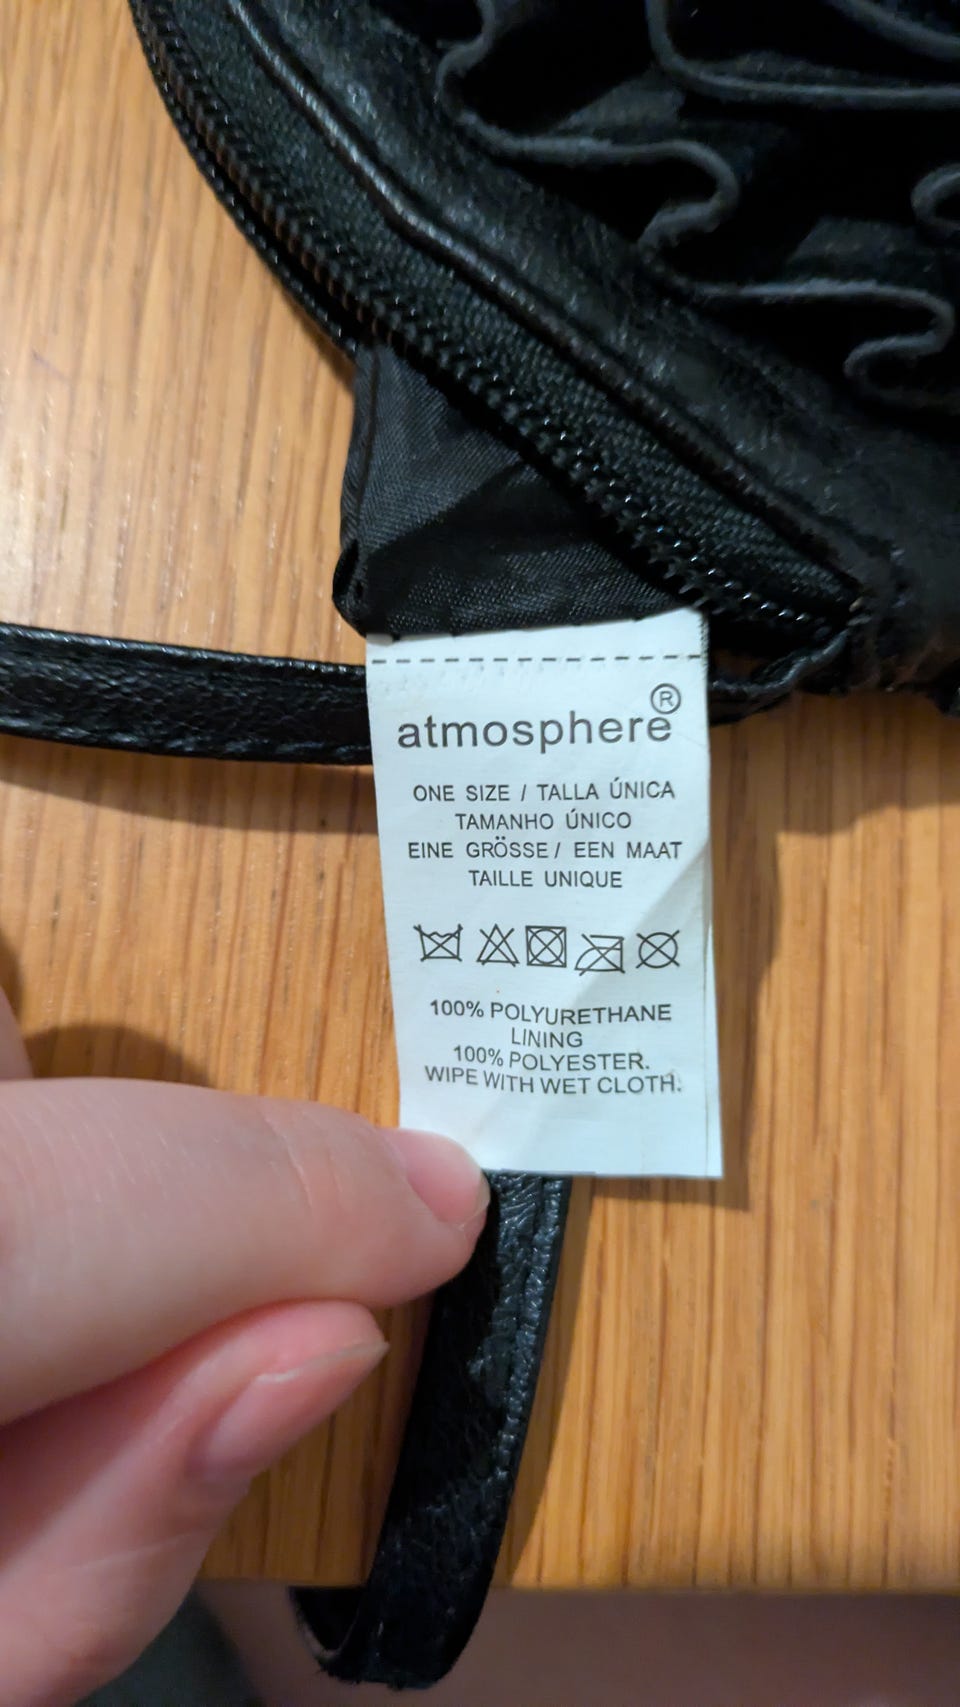 atmosphere®
ONE SIZE / TALLA ÚNICA
TAMANHO ÚNICO
EINE GRÖSSE / EEN MAAT
TAILLE UNIQUE
100% POLYURETHANE
LINING
100% POLYESTER.
WIPE WITH WET CLOTH.